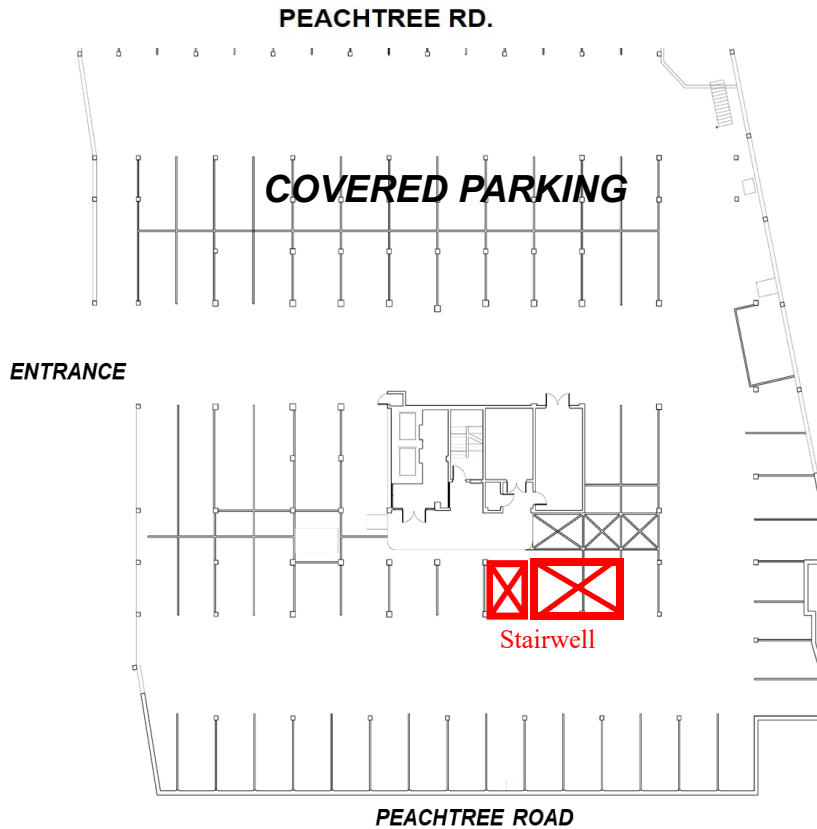 PEACHTREE RD.
COVERED PARKING
ENTRANCE
Stairwell
PEACHTREE ROAD